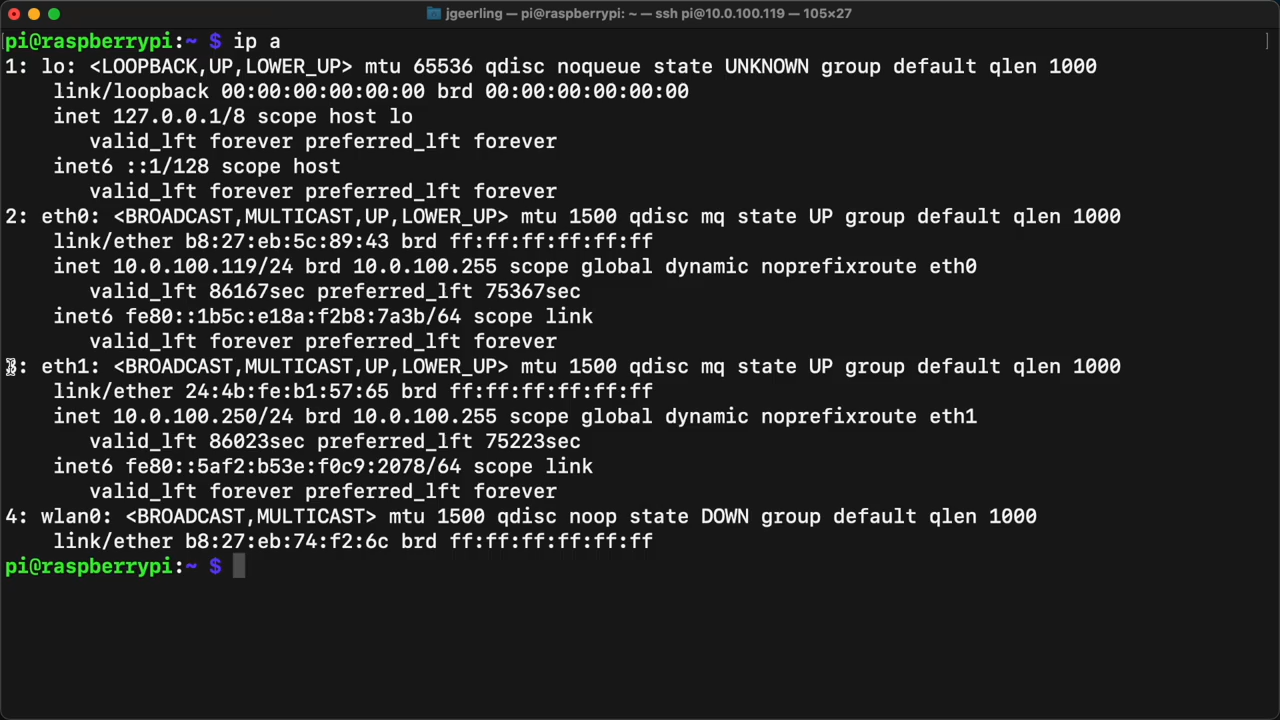 jgeerling — pi@raspberrypi: ~ — ssh pi@10.0.100.119 — 105×27
pi@raspberrypi:~ $ ip a
1: lo: <LOOPBACK,UP,LOWER_UP> mtu 65536 qdisc noqueue state UNKNOWN group default qlen 1000
    link/loopback 00:00:00:00:00:00 brd 00:00:00:00:00:00
    inet 127.0.0.1/8 scope host lo
       valid_lft forever preferred_lft forever
    inet6 ::1/128 scope host
       valid_lft forever preferred_lft forever
2: eth0: <BROADCAST,MULTICAST,UP,LOWER_UP> mtu 1500 qdisc mq state UP group default qlen 1000
    link/ether b8:27:eb:5c:89:43 brd ff:ff:ff:ff:ff:ff
    inet 10.0.100.119/24 brd 10.0.100.255 scope global dynamic noprefixroute eth0
       valid_lft 86167sec preferred_lft 75367sec
    inet6 fe80::1b5c:e18a:f2b8:7a3b/64 scope link
       valid_lft forever preferred_lft forever
3: eth1: <BROADCAST,MULTICAST,UP,LOWER_UP> mtu 1500 qdisc mq state UP group default qlen 1000
    link/ether 24:4b:fe:b1:57:65 brd ff:ff:ff:ff:ff:ff
    inet 10.0.100.250/24 brd 10.0.100.255 scope global dynamic noprefixroute eth1
       valid_lft 86023sec preferred_lft 75223sec
    inet6 fe80::5af2:b53e:f0c9:2078/64 scope link
       valid_lft forever preferred_lft forever
4: wlan0: <BROADCAST,MULTICAST> mtu 1500 qdisc noop state DOWN group default qlen 1000
    link/ether b8:27:eb:74:f2:6c brd ff:ff:ff:ff:ff:ff
pi@raspberrypi:~ $